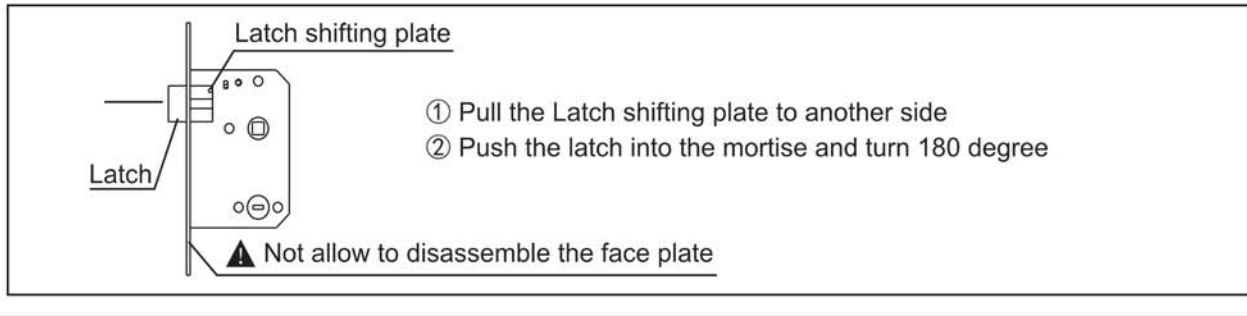 Latch shifting plate
① Pull the Latch shifting plate to another side
② Push the latch into the mortise and turn 180 degree
Latch
Not allow to disassemble the face plate